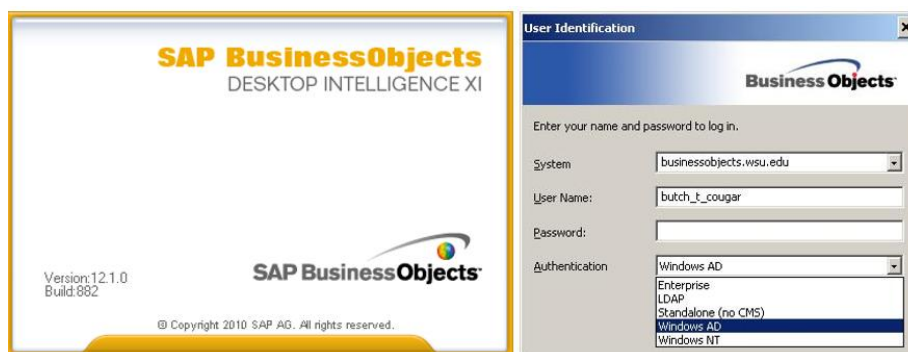 SAP BusinessObjects
DESKTOP INTELLIGENCE XI
SAP BusinessObjects
Version:12.1.0
Build:882
© Copyright 2010 SAP AG. All rights reserved.
User Identification
Business Objects
Enter your name and password to log in.
System
businessobjects.wsu.edu
User Name:
butch_t_cougar
Password:
Authentication
Windows AD
Enterprise
LDAP
Standalone (no CMS)
Windows AD
Windows NT